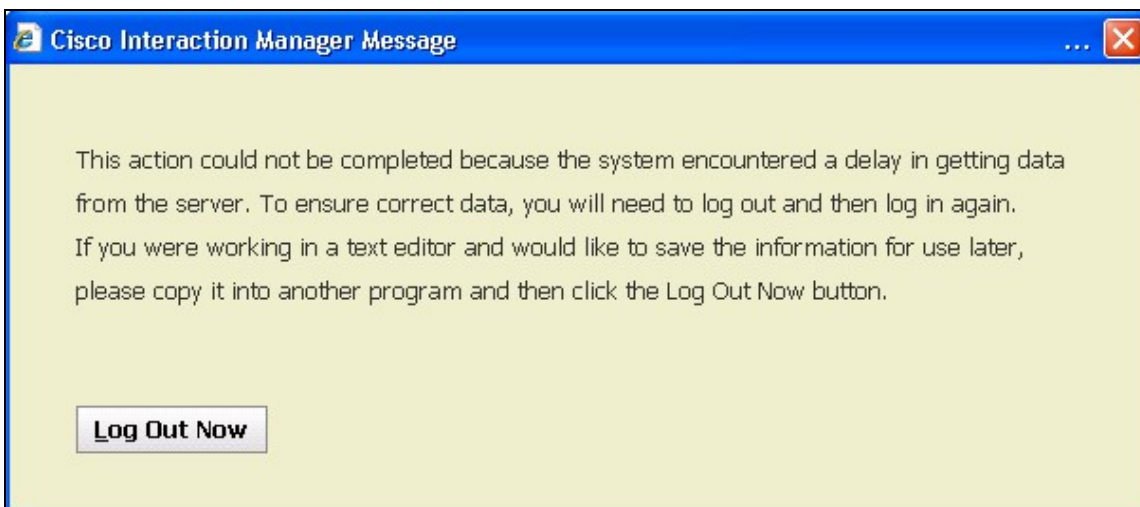 Cisco Interaction Manager Message ...
This action could not be completed because the system encountered a delay in getting data
from the server. To ensure correct data, you will need to log out and then log in again.
If you were working in a text editor and would like to save the information for use later,
please copy it into another program and then click the Log Out Now button.
Log Out Now